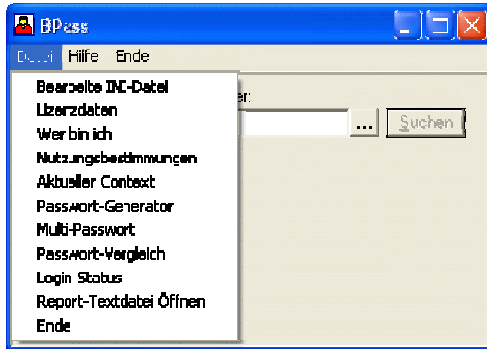 BPass
Datei Hilfe Ende
Bearbeite INI-Datei
Lizenzdaten
Wer bin ich
Nutzungsbestimmungen
Aktueller Context
Passwort-Generator
Multi-Passwort
Passwort-Vergleich
Login Status
Report-Textdatei Öffnen
Ende
er:
...
Suchen